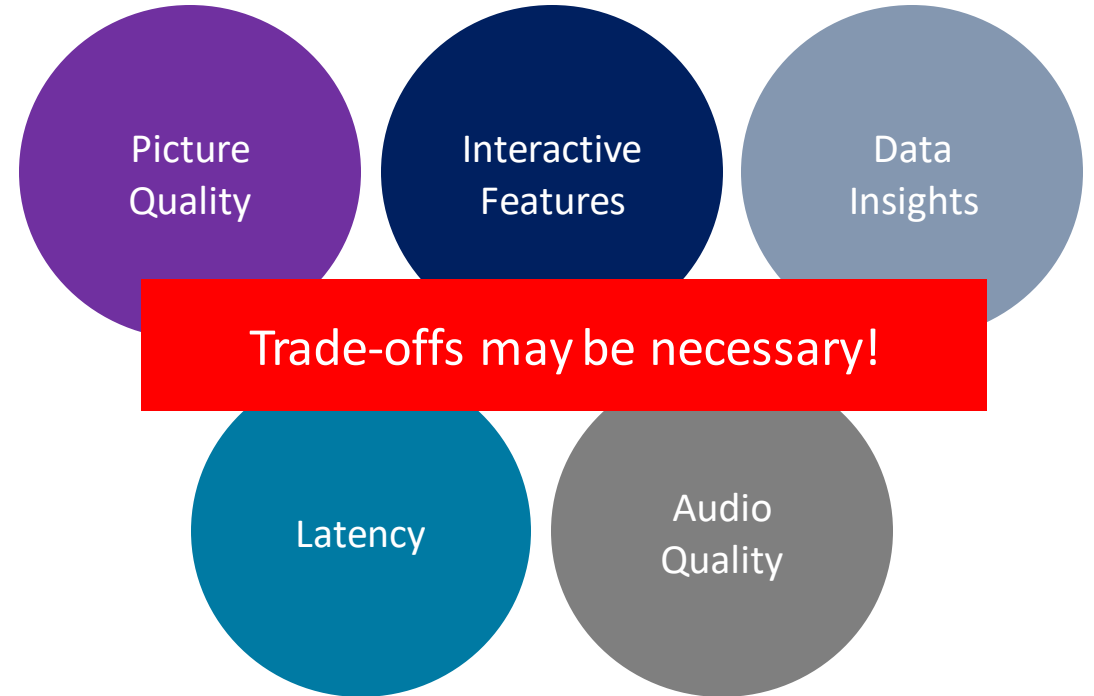 Picture
Quality
Interactive
Features
Data
Insights
Trade-offs may be necessary!
Latency
Audio
Quality